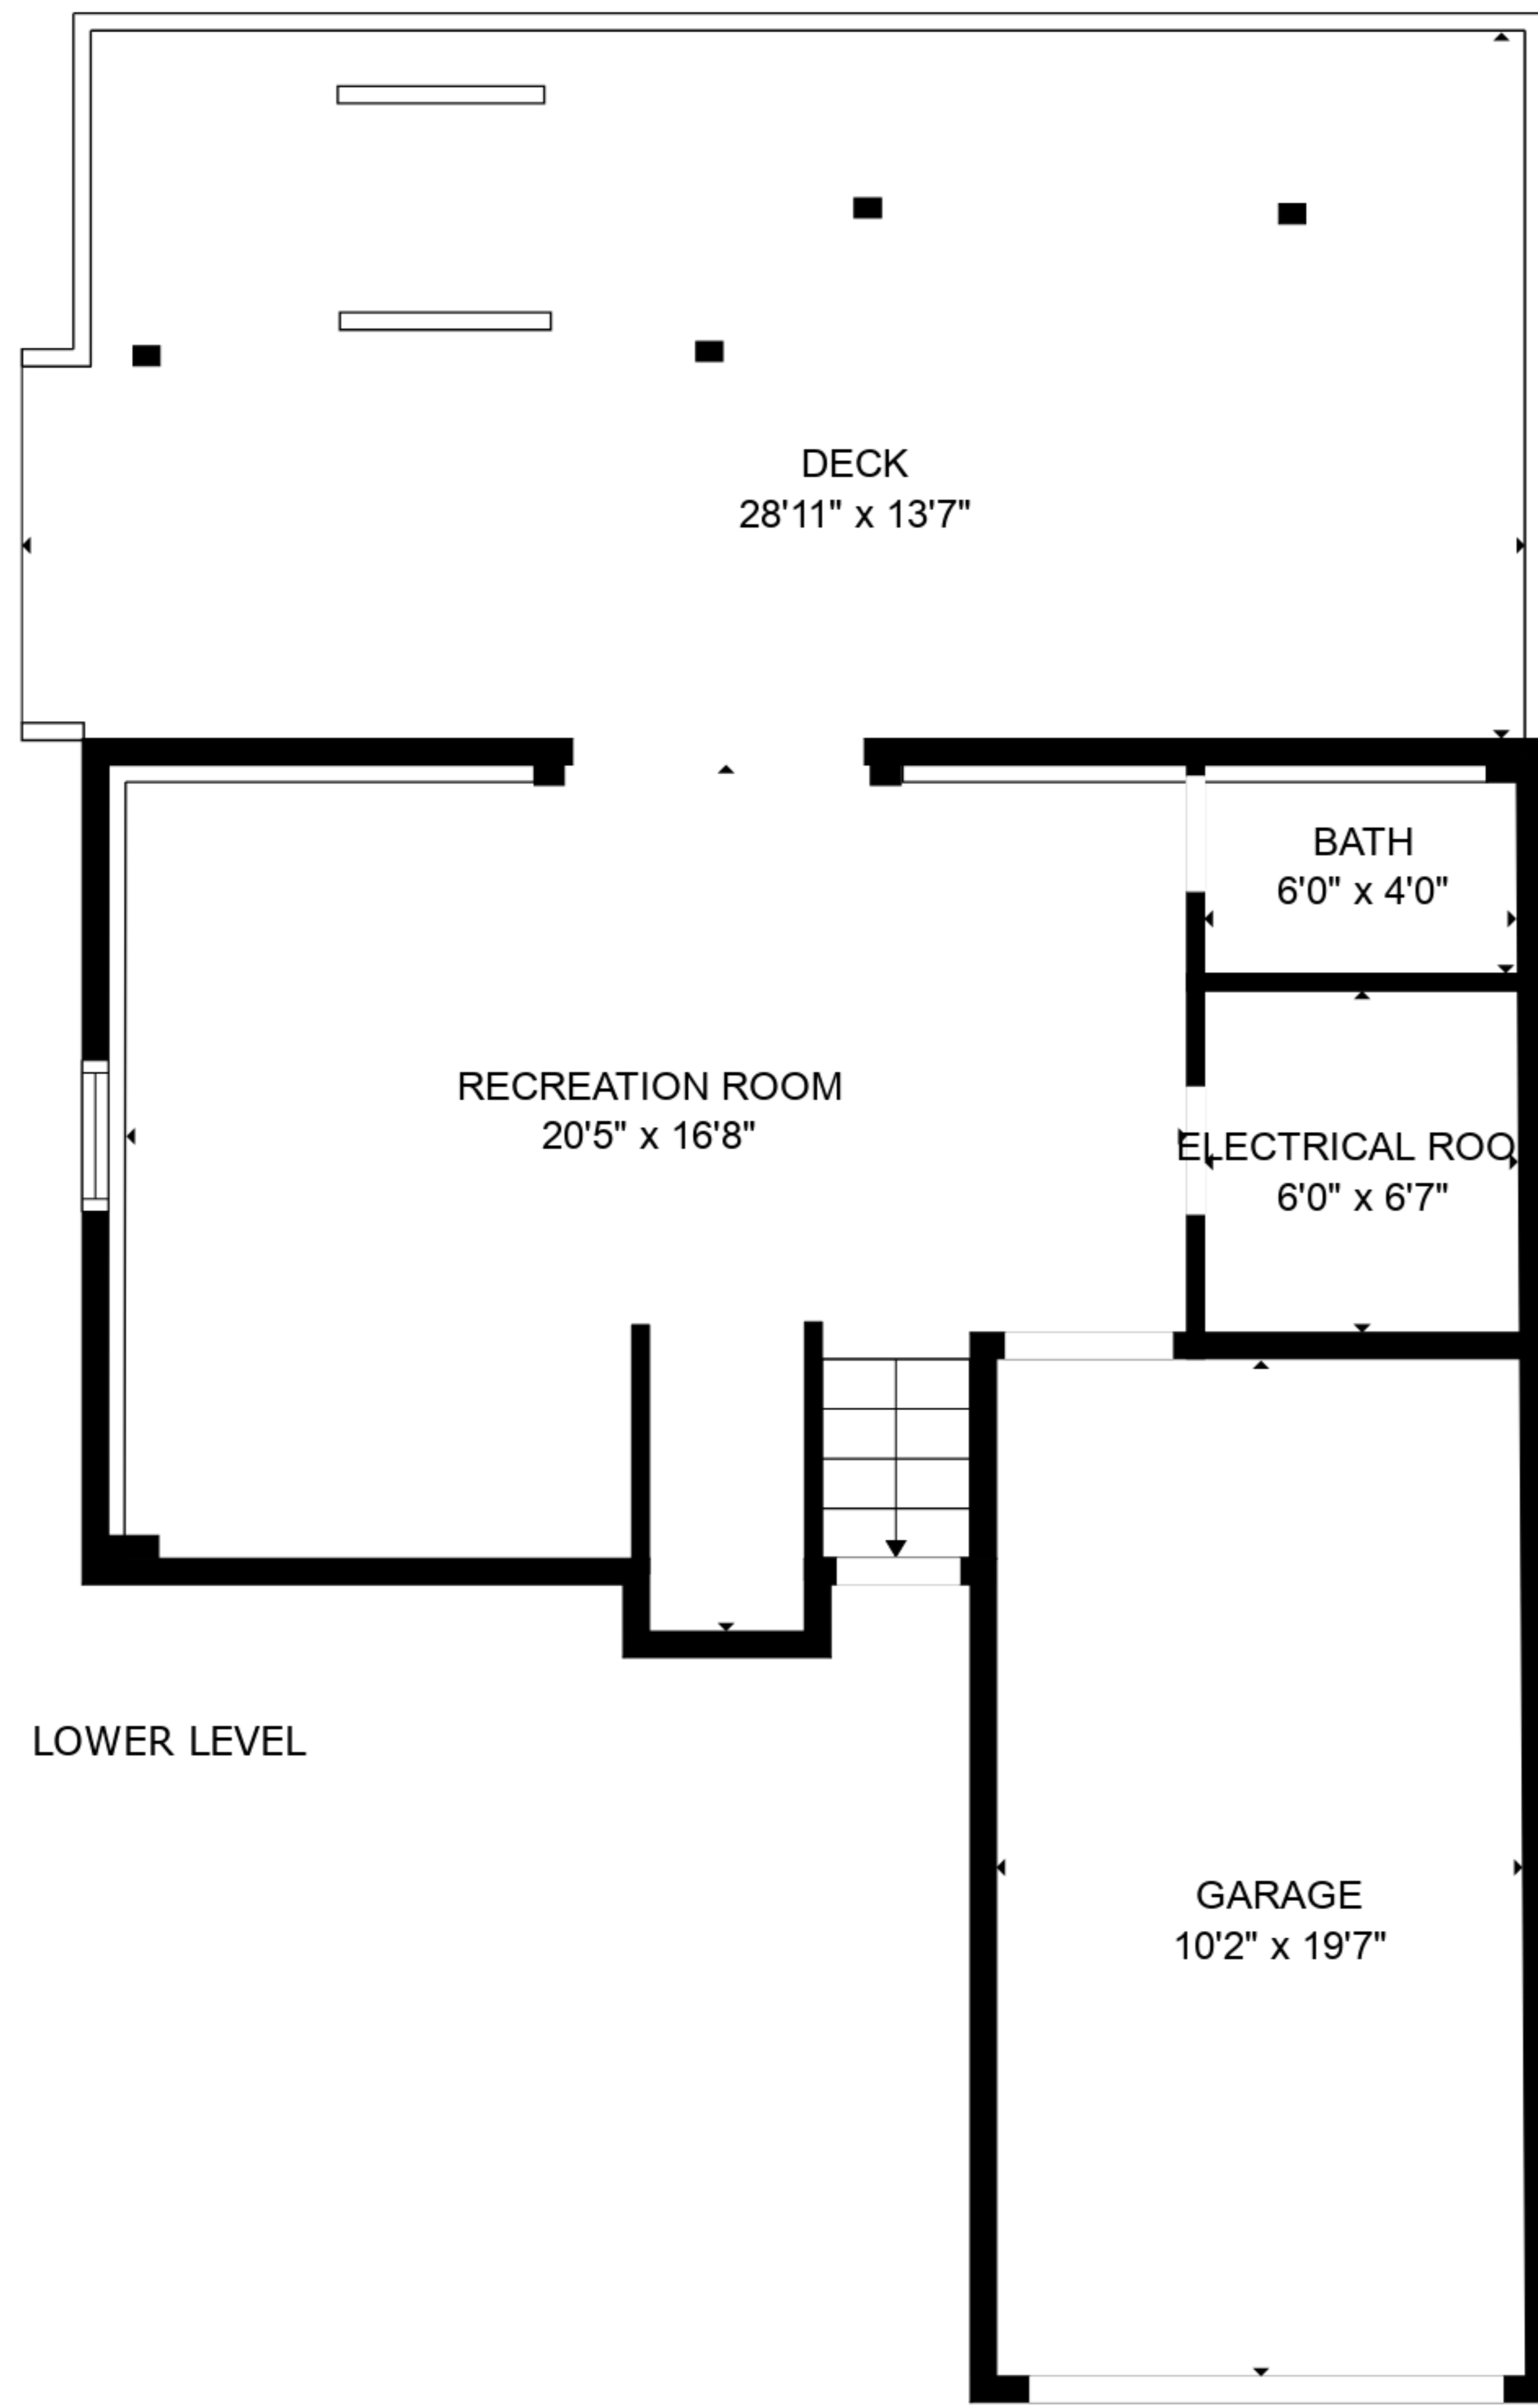 DECK
28'11" x 13'7"
BATH
6'0" x 4'0"
RECREATION ROOM
20'5" x 16'8"
ELECTRICAL ROO
6'0" x 6'7"
LOWER LEVEL
GARAGE
10'2" x 19'7"